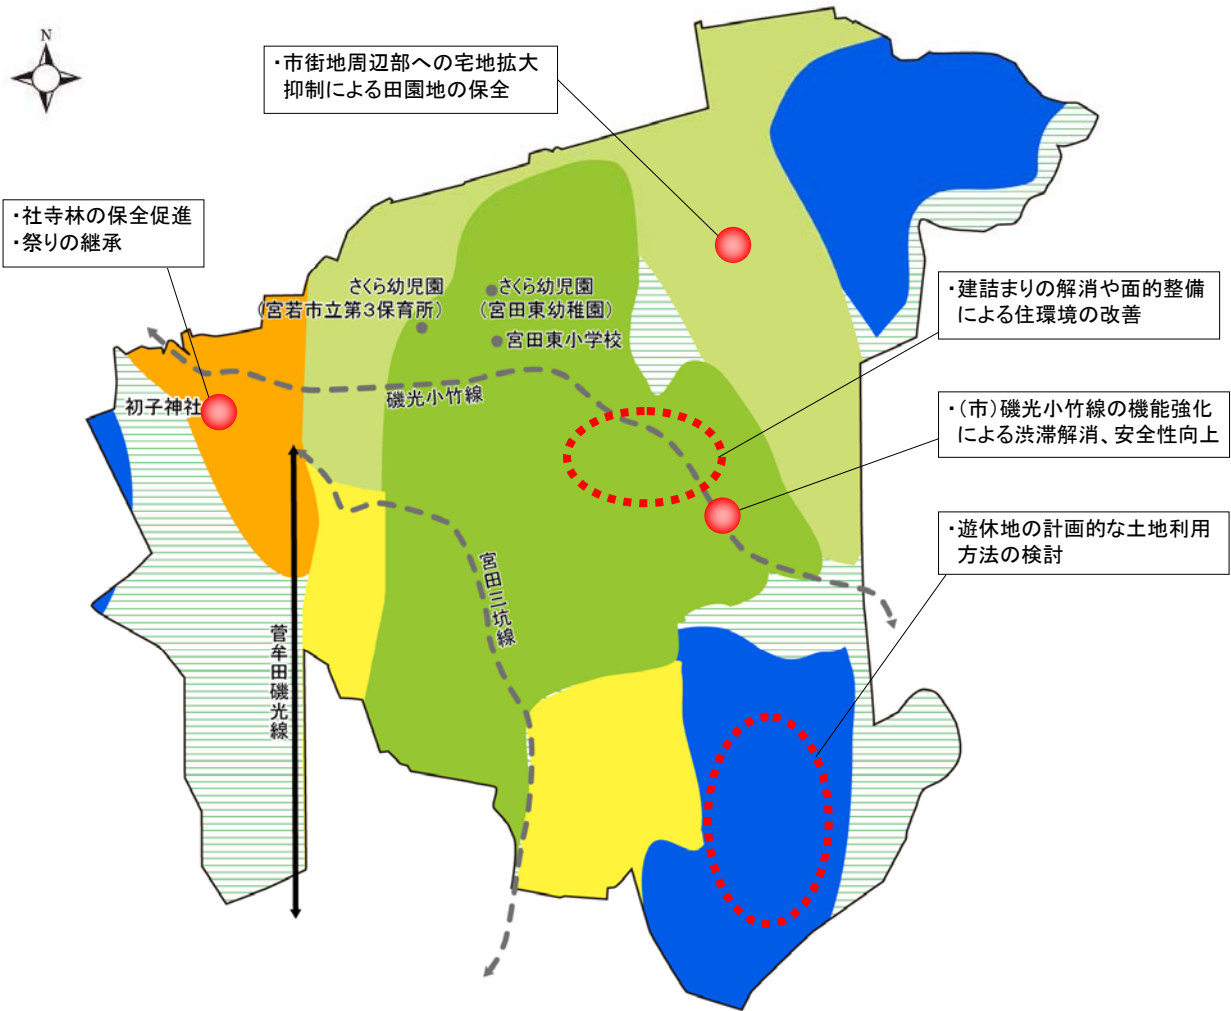 N
・市街地周辺部への宅地拡大
抑制による田園地の保全
・社寺林の保全促進
・祭りの継承
さくら幼児園
(宮若市立第3保育所)
さくら幼児園
(宮田東幼稚園)
宮田東小学校
・建詰まりの解消や面的整備
による住環境の改善
磯光小竹線
初子神社
・(市)磯光小竹線の機能強化
による渋滞解消、安全性向上
・遊休地の計画的な土地利用
方法の検討
宮田三坑線
菅牟田磯光線